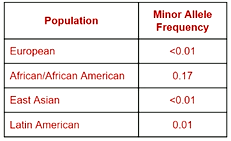 Population Minor Allele
Frequency
European <0.01
African/African American 0.17
East Asian <0.01
Latin American 0.01